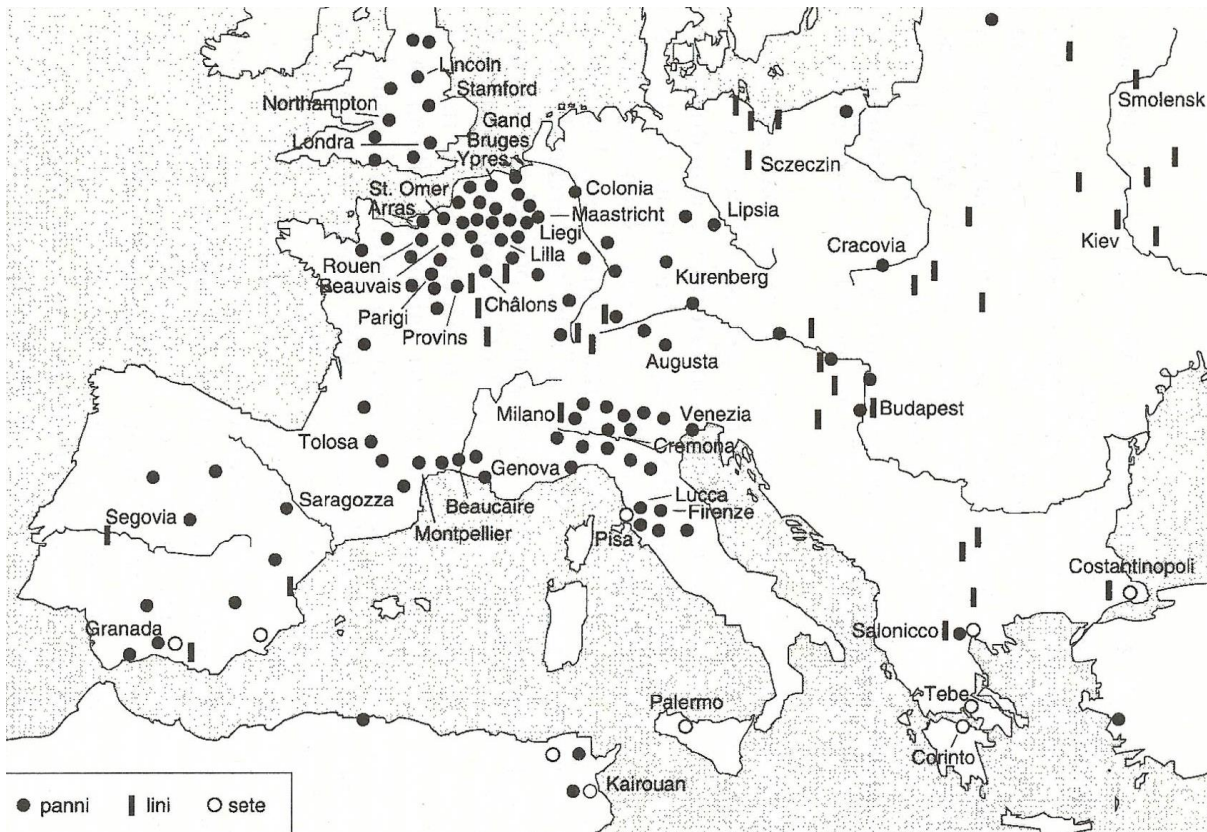 Lincoln
Stamford
Northampton
Gand
Bruges
Londra
Ypres
St. Omer
Arras
Colonia
Maastricht
Liegi
Lilla
Rouen
Beauvais
Châlons
Parigi
Provins
Lipsia
Kurenberg
Augusta
Sczeczin
Smolensk
Kiev
Cracovia
Budapest
Milano
Venezia
Cremona
Genova
Tolosa
Saragozza
Beaucaire
Montpellier
Segovia
Lucca
Firenze
Pisa
Granada
Costantinopoli
Salonicco
Tebe
Corinto
Palermo
Kairouan
panni lini sete